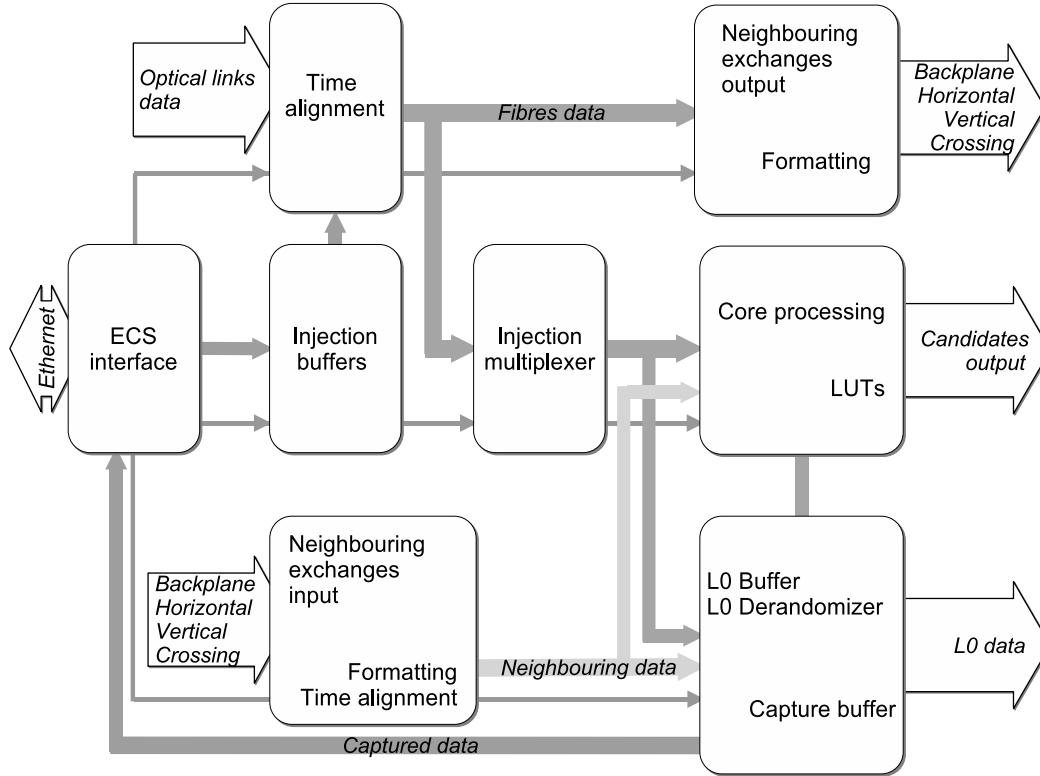 Optical links
data
Time
alignment
Fibres data
Neighbouring
exchanges
output
Formatting
Backplane
Horizontal
Vertical
Crossing
Ethernet
ECS
interface
Injection
buffers
Injection
multiplexer
Core processing
LUTs
Candidates
output
Backplane
Horizontal
Vertical
Crossing
Neighbouring
exchanges
input
Formatting
Time alignment
Neighbouring data
L0 Buffer
L0 Derandomizer
Capture buffer
L0 data
Captured data